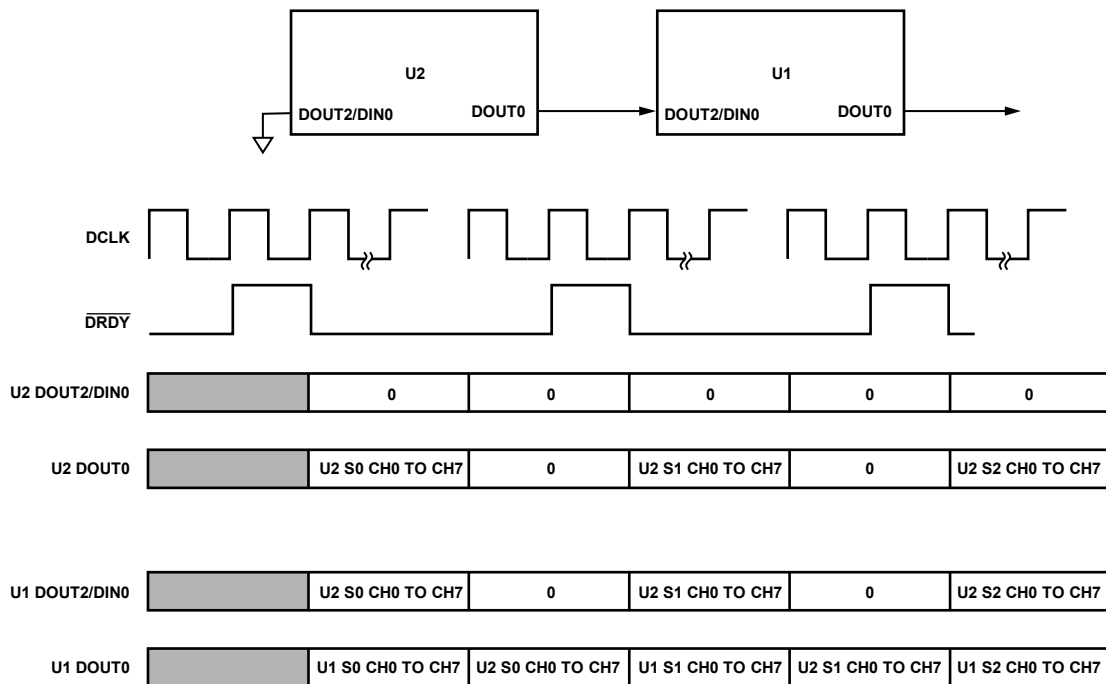 U2
U1
DOUT2/DIN0
DOUT0
DOUT2/DIN0
DOUT0
DCLK
DRDY
U2 DOUT2/DIN0
0
0
0
0
0
U2 DOUT0
U2 S0 CH0 TO CH7
0
U2 S1 CH0 TO CH7
0
U2 S2 CH0 TO CH7
U1 DOUT2/DIN0
U2 S0 CH0 TO CH7
0
U2 S1 CH0 TO CH7
0
U2 S2 CH0 TO CH7
U1 DOUT0
U1 S0 CH0 TO CH7
U2 S0 CH0 TO CH7
U1 S1 CH0 TO CH7
U2 S1 CH0 TO CH7
U1 S2 CH0 TO CH7